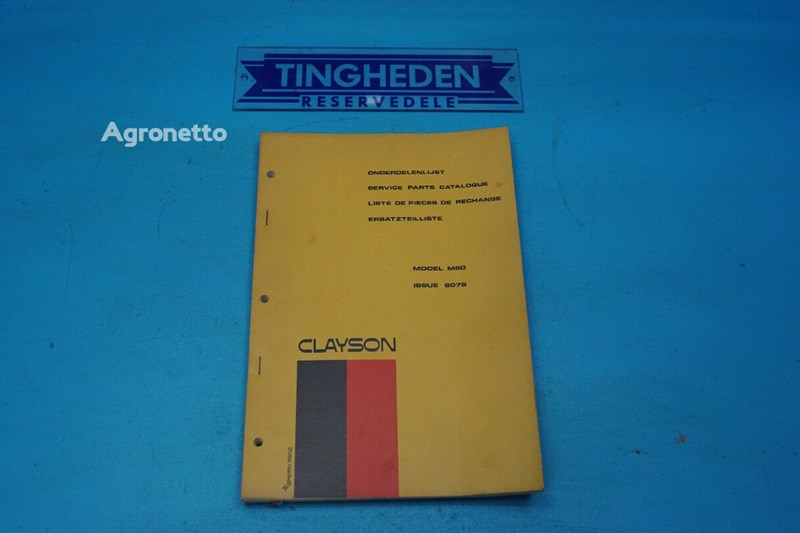 TINGHEDEN
RESERVEDELE
Agronetto
ONDERDELENLIJST
SERVICE PARTS CATALOGUE
LISTE DE PIECES DE RECHANGE
ERSATZTEILLISTE
MODEL M80
ISSUE 9078
CLAYSON